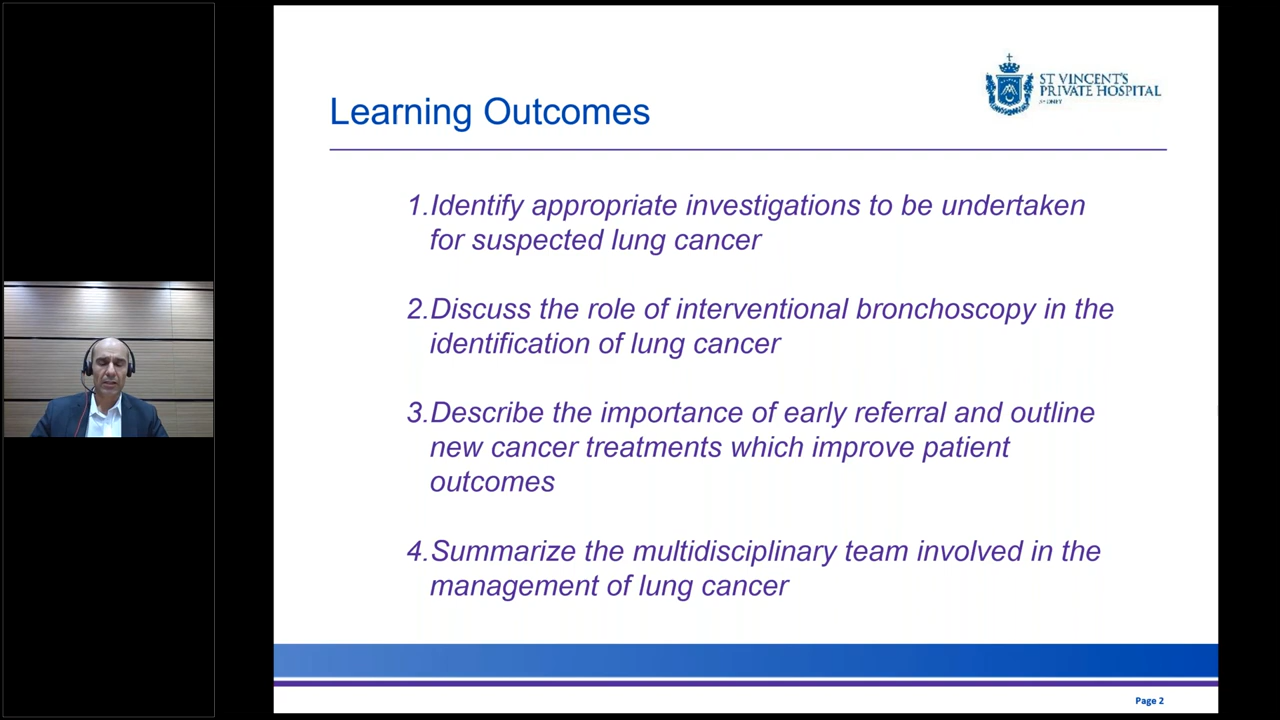 ST VINCENT'S
PRIVATE HOSPITAL
SYDNEY
Learning Outcomes
1.Identify appropriate investigations to be undertaken
for suspected lung cancer
2.Discuss the role of interventional bronchoscopy in the
identification of lung cancer
3.Describe the importance of early referral and outline
new cancer treatments which improve patient
outcomes
4.Summarize the multidisciplinary team involved in the
management of lung cancer
Page 2